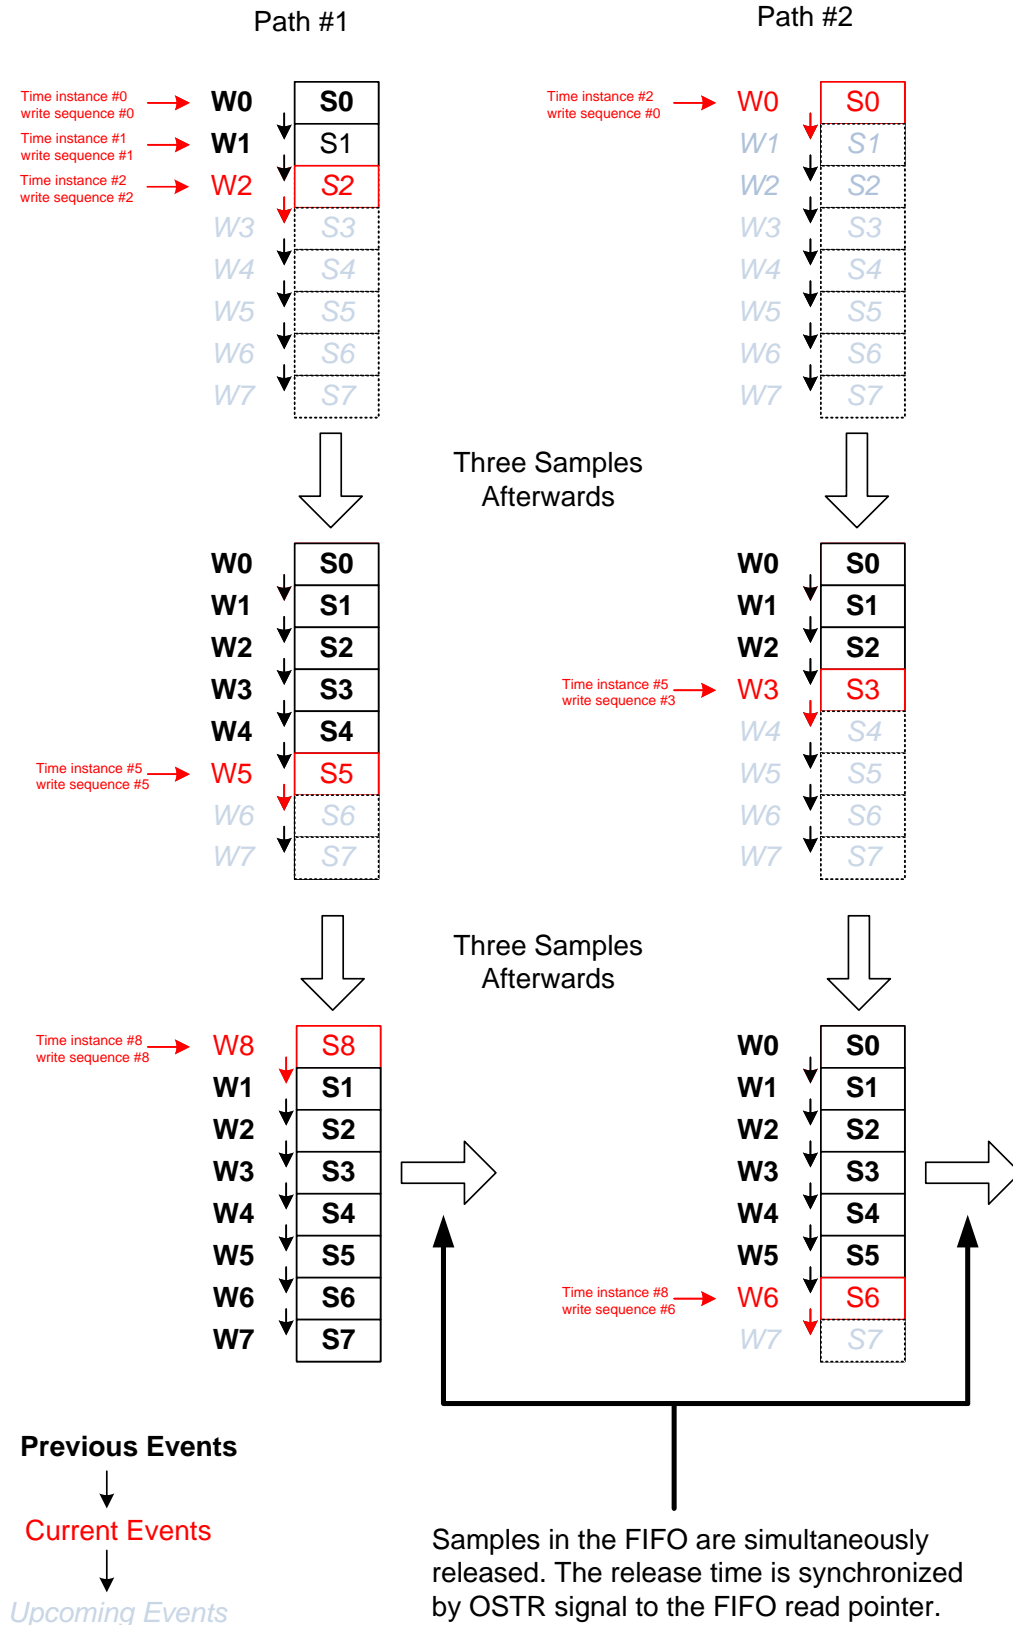 Path #1
Path #2
Time instance #0
write sequence #0
W0
S0
Time instance #1
write sequence #1
W1
S1
Time instance #2
write sequence #2
W2
S2
W3
S3
W4
S4
W5
S5
W6
S6
W7
S7
Time instance #2
write sequence #0
W0
S0
W1
S1
W2
S2
W3
S3
W4
S4
W5
S5
W6
S6
W7
S7
Three Samples
Afterwards
W0
S0
W1
S1
W2
S2
W3
S3
W4
S4
Time instance #5
write sequence #5
W5
S5
W6
S6
W7
S7
W0
S0
W1
S1
W2
S2
Time instance #5
write sequence #3
W3
S3
W4
S4
W5
S5
W6
S6
W7
S7
Three Samples
Afterwards
Time instance #8
write sequence #8
W8
S8
W1
S1
W2
S2
W3
S3
W4
S4
W5
S5
W6
S6
W7
S7
W0
S0
W1
S1
W2
S2
W3
S3
W4
S4
W5
S5
Time instance #8
write sequence #6
W6
S6
W7
S7
Previous Events
Current Events
Upcoming Events
Samples in the FIFO are simultaneously
released. The release time is synchronized
by OSTR signal to the FIFO read pointer.